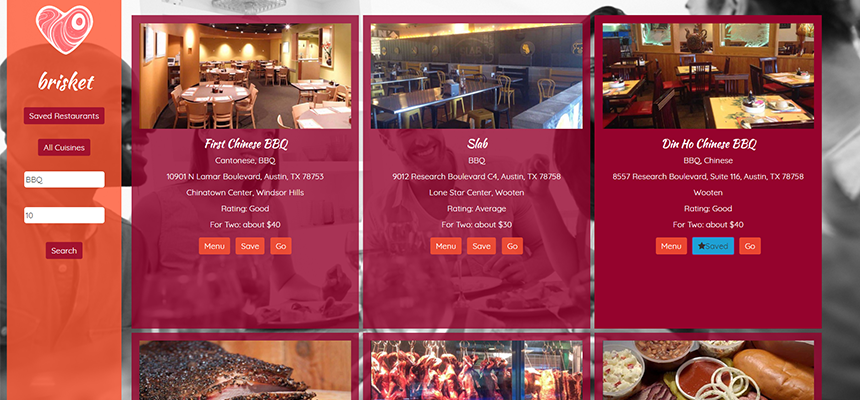 brisket
Saved Restaurants
All Cuisines
BBQ
10
Search
First Chinese BBQ
Cantonese, BBQ
10901 N Lamar Boulevard, Austin, TX 78753
Chinatown Center, Windsor Hills
Rating: Good
For Two: about $40
Menu Save Go
Slab
BBQ
9012 Research Boulevard C4, Austin, TX 78758
Lone Star Center, Wooten
Rating: Average
For Two: about $30
Menu Save Go
Din Ho Chinese BBQ
BBQ, Chinese
8557 Research Boulevard, Suite 116, Austin, TX 78758
Wooten
Rating: Good
For Two: about $40
Menu ★Saved Go